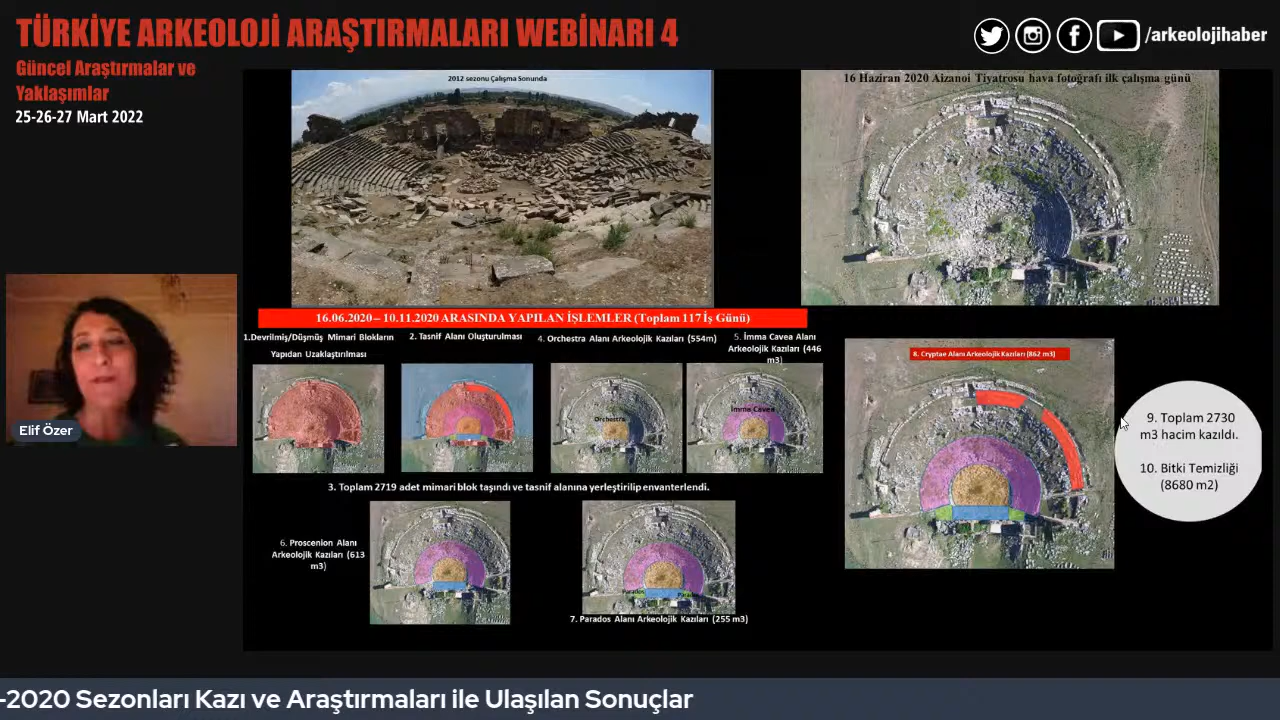 TÜRKİYE ARKEOLOJİ ARAŞTIRMALARI WEBİNARI 4
Güncel Araştırmalar ve
Yaklaşımlar
25-26-27 Mart 2022
/arkeolojihaber
2012 sezonu Çalışma Sonunda
16 Haziran 2020 Aizanoi Tiyatrosu hava fotoğrafı ilk çalışma günü
16.06.2020 – 10.11.2020 ARASINDA YAPILAN İŞLEMLER (Toplam 117 İş Günü)
1.Devrilmiş/Düşmüş Mimari Blokların
Yapıdan Uzaklaştırılması
2. Tasnif Alanı Oluşturulması
4. Orchestra Alanı Arkeolojik Kazıları (554m)
5. İmma Cavea Alanı
Arkeolojik Kazıları (446
m3)
Orchestra
İmma Cavea
3. Toplam 2719 adet mimari blok taşındı ve tasnif alanına yerleştirilip envanterlendi.
6. Proscenion Alanı
Arkeolojik Kazıları (613
m3)
Parados
7. Parados Alanı Arkeolojik Kazıları (255 m3)
8. Cryptae Alanı Arkeolojik Kazıları (862 m3)
9. Toplam 2730
m3 hacim kazıldı.
10. Bitki Temizliği
(8680 m2)
Elif Özer
-2020 Sezonları Kazı ve Araştırmaları ile Ulaşılan Sonuçlar